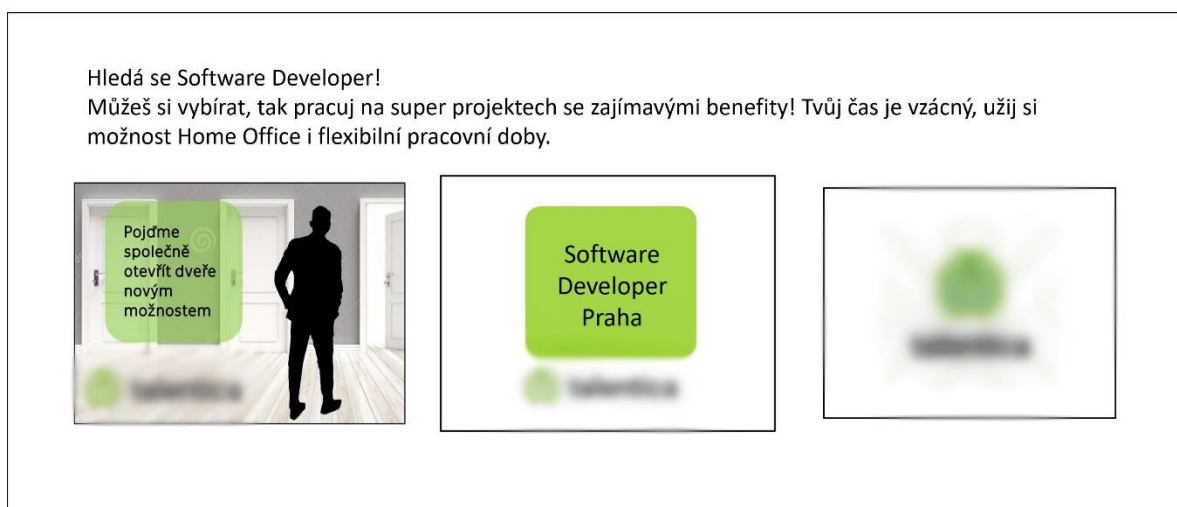 Hledá se Software Developer!
Můžeš si vybírat, tak pracuj na super projektech se zajímavými benefity! Tvůj čas je vzácný, užij si
možnost Home Office i flexibilní pracovní doby.
Pojďme
společně
otevřít dveře
novým
možnostem
Software
Developer
Praha